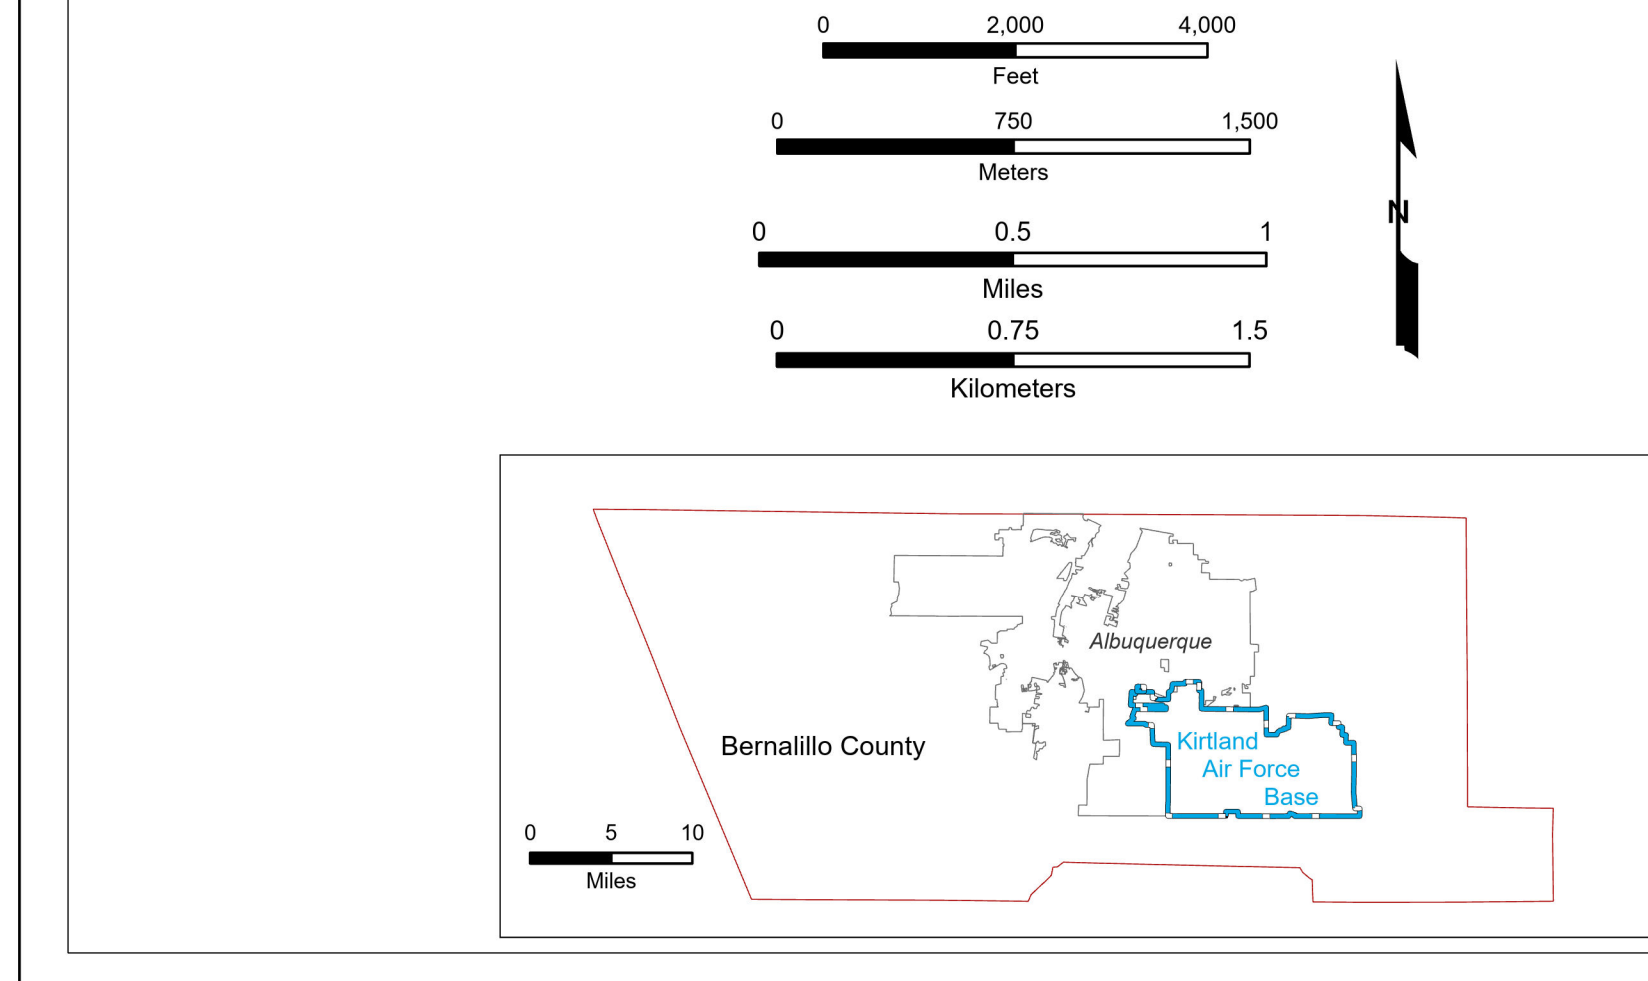 0 2,000 4,000
Feet
0 750 1,500
Meters
N
0 0.5 1
Miles
0 0.75 1.5
Kilometers
Albuquerque
Bernalillo County
Kirtland
Air Force
Base
0 5 10
Miles